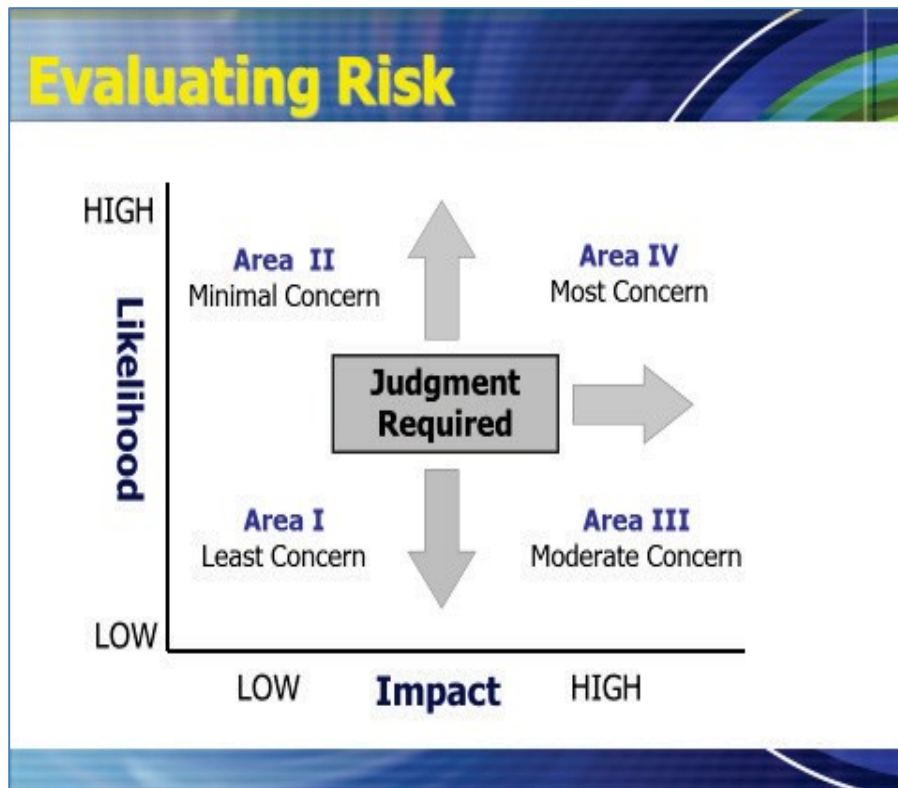 Evaluating Risk
HIGH
Area II
Minimal Concern
Area IV
Most Concern
Likelihood
Judgment
Required
Area I
Least Concern
Area III
Moderate Concern
LOW
LOW
Impact
HIGH